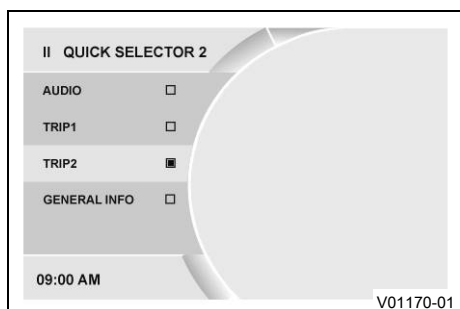 II QUICK SELECTOR 2
AUDIO
TRIP1
TRIP2
GENERAL INFO
09:00 AM
V01170-01